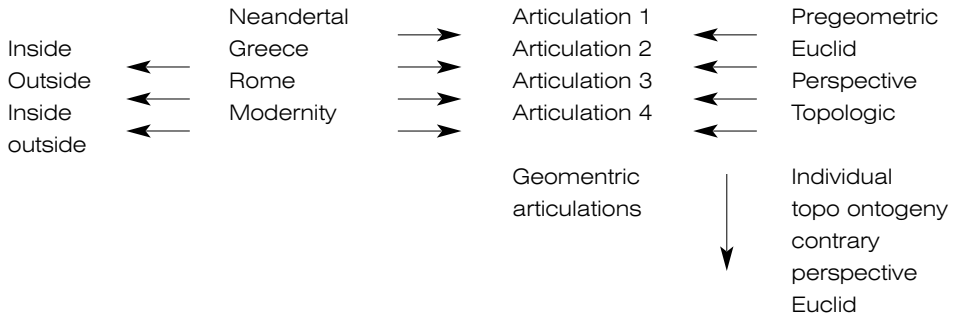 Neandertal
Articulation 1
Pregeometric
Inside
Greece
Articulation 2
Euclid
Outside
Rome
Articulation 3
Perspective
Inside
Modernity
Articulation 4
Topologic
outside
Geomentric
articulations
Individual
topo ontogeny
contrary
perspective
Euclid